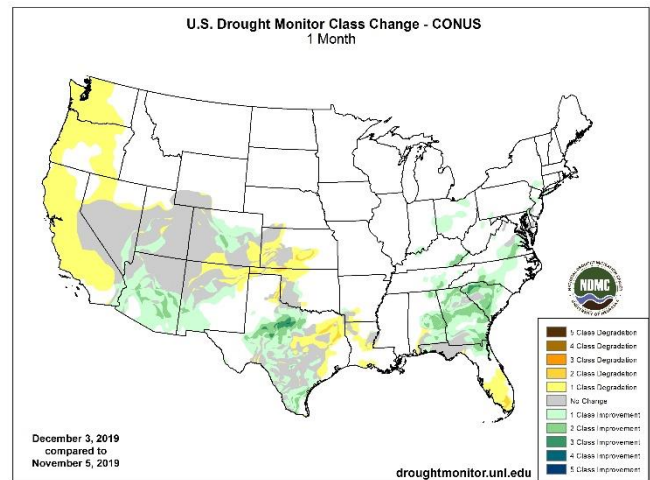 U.S. Drought Monitor Class Change - CONUS
1 Month
NDMC
5 Class Degradation
4 Class Degradation
3 Class Degradation
2 Class Degradation
1 Class Degradation
No Change
1 Class Improvement
2 Class Improvement
3 Class Improvement
4 Class Improvement
5 Class Improvement
December 3, 2019
compared to
November 5, 2019
droughtmonitor.unl.edu